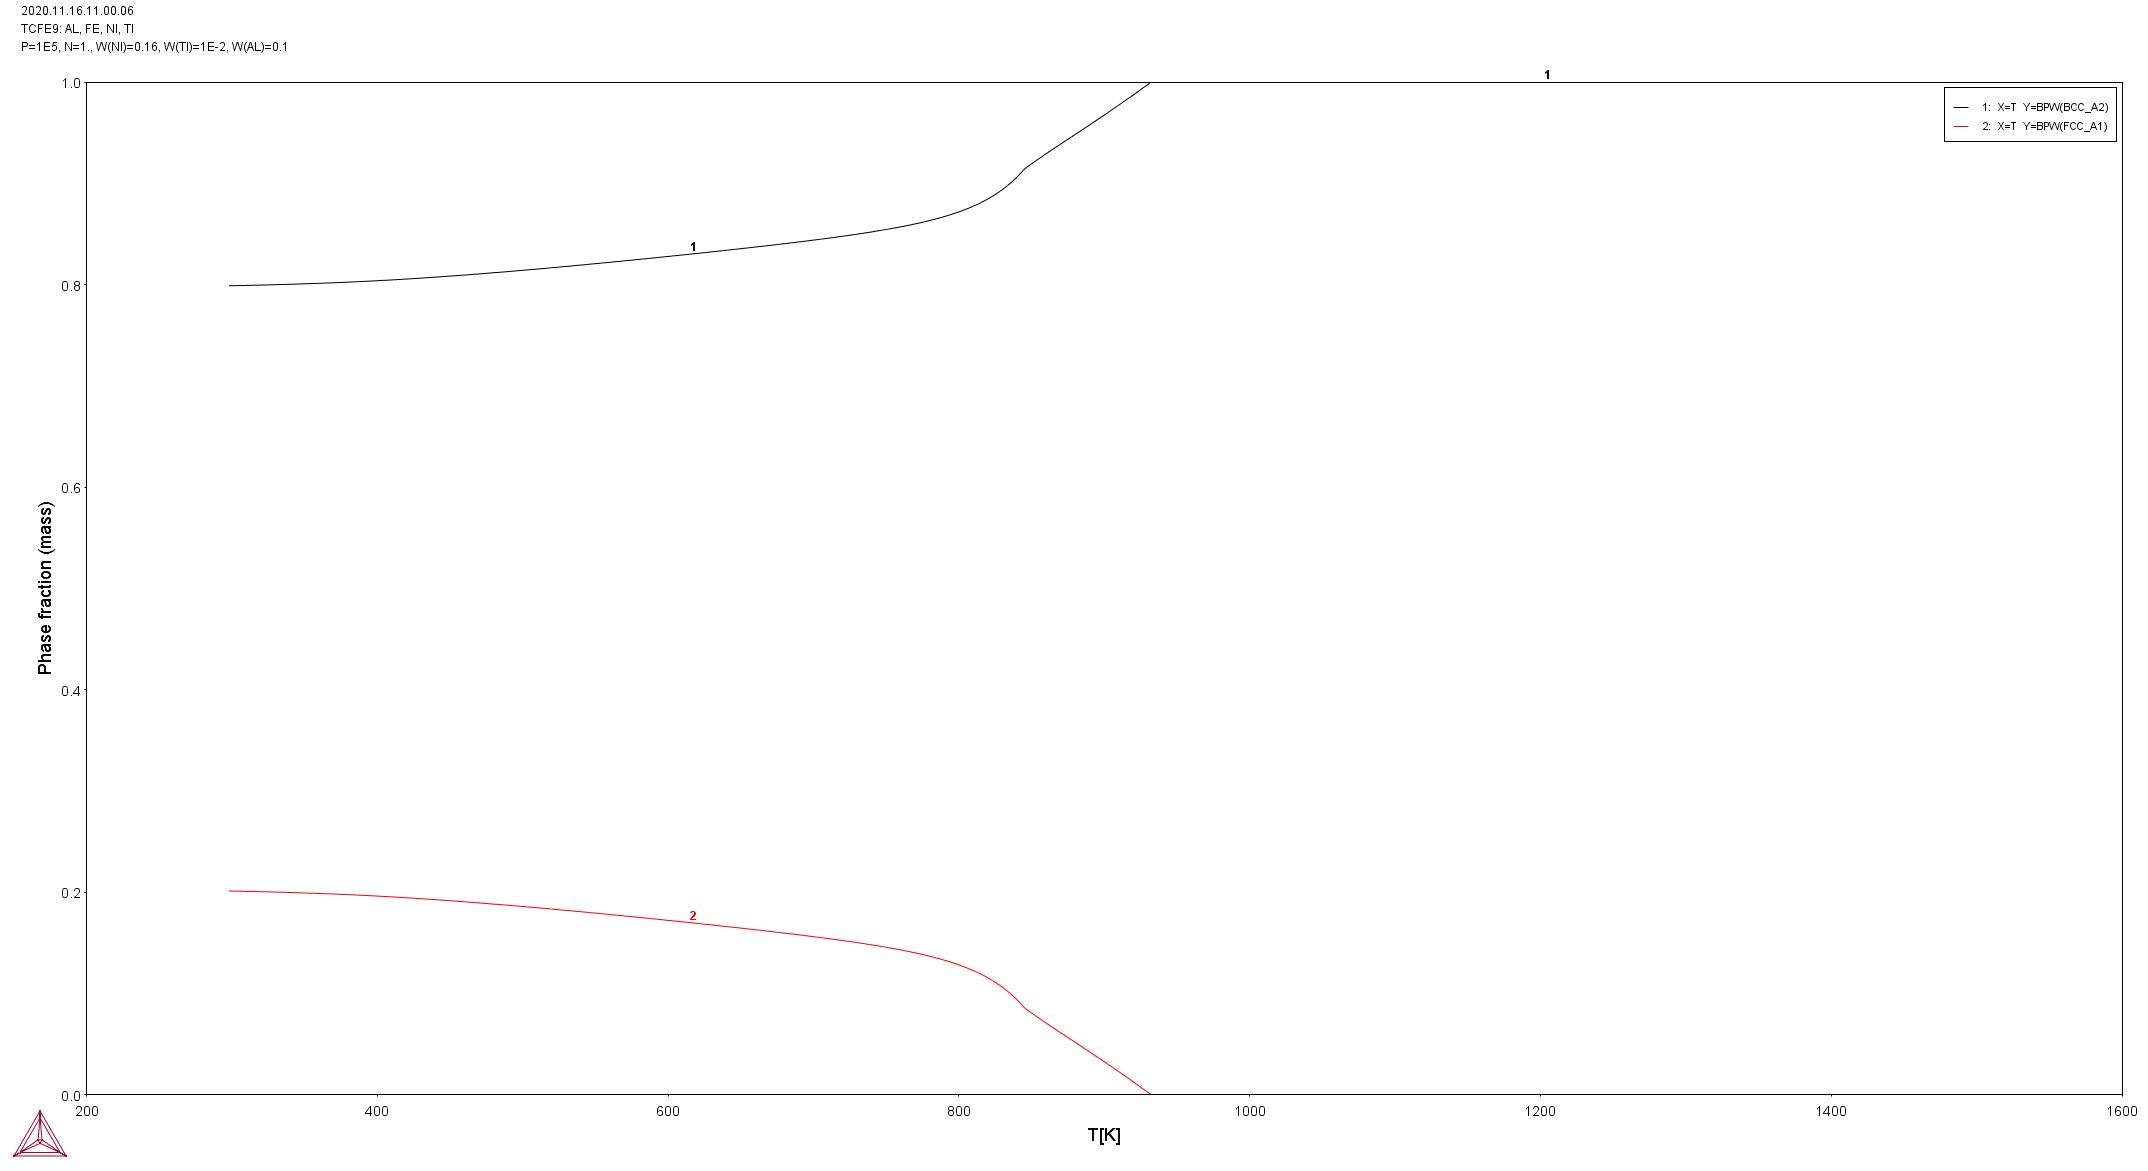 2020.11.16.11.00.06
TCFE9: AL, FE, NI, TI
P=1E5, N=1., W(NI)=0.16, W(TI)=1E-2, W(AL)=0.1
1
1.0
1: X=T Y=BPW(BCC_A2)
2: X=T Y=BPW(FCC_A1)
1
0.8
0.6
Phase fraction (mass)
0.4
2
0.2
0.0
200 400 600 800 1000 1200 1400 1600
T[K]